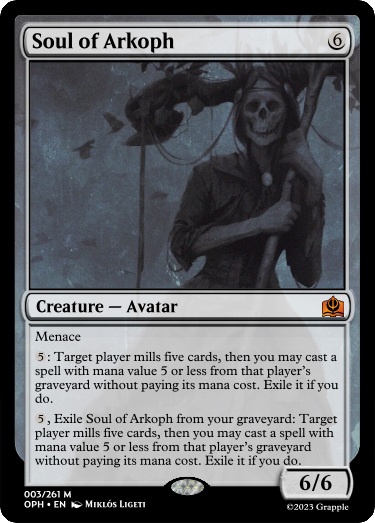 Soul of Arkoph 6
Creature — Avatar
Menace
5: Target player mills five cards, then you may cast a
spell with mana value 5 or less from that player's
graveyard without paying its mana cost. Exile it if you
do.
5, Exile Soul of Arkoph from your graveyard: Target
player mills five cards, then you may cast a spell with
mana value 5 or less from that player's graveyard
without paying its mana cost. Exile it if you do.
6/6
003/261 M
OPH • EN Miklós Ligeti
©2023 Grapple